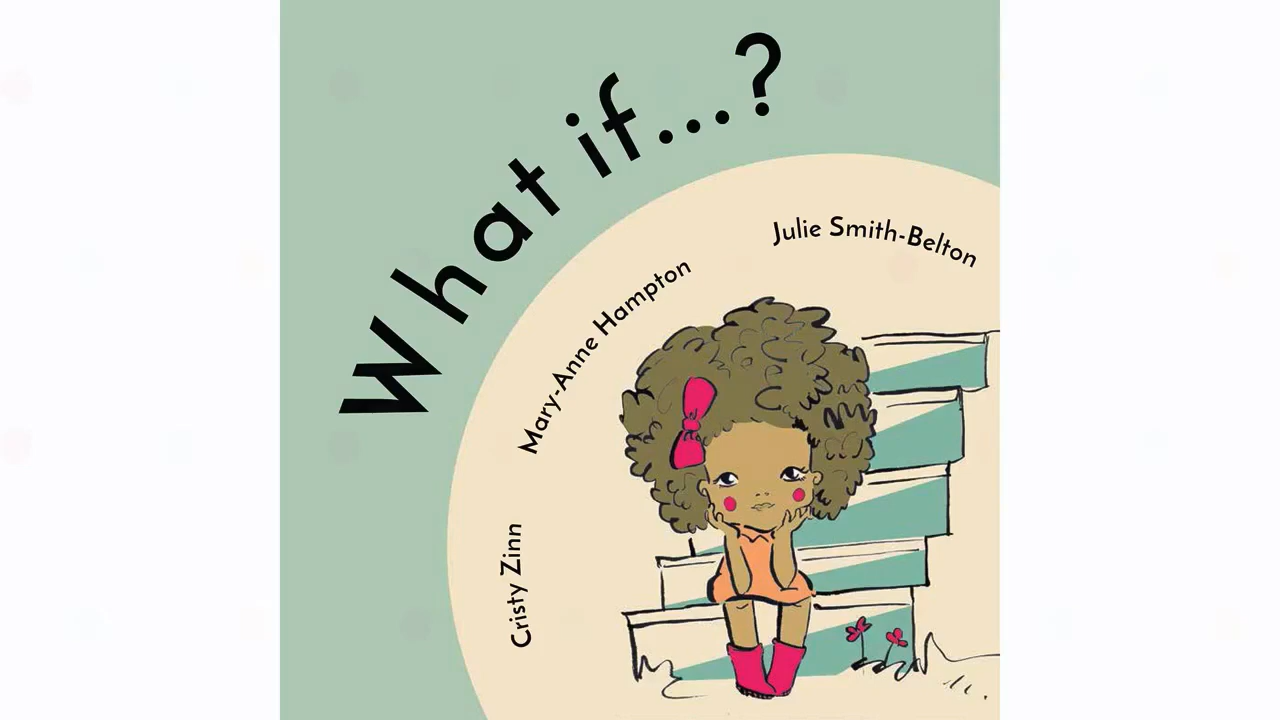 What if...?
Julie Smith-Belton
Mary-Anne Hampton
Cristy Zinn